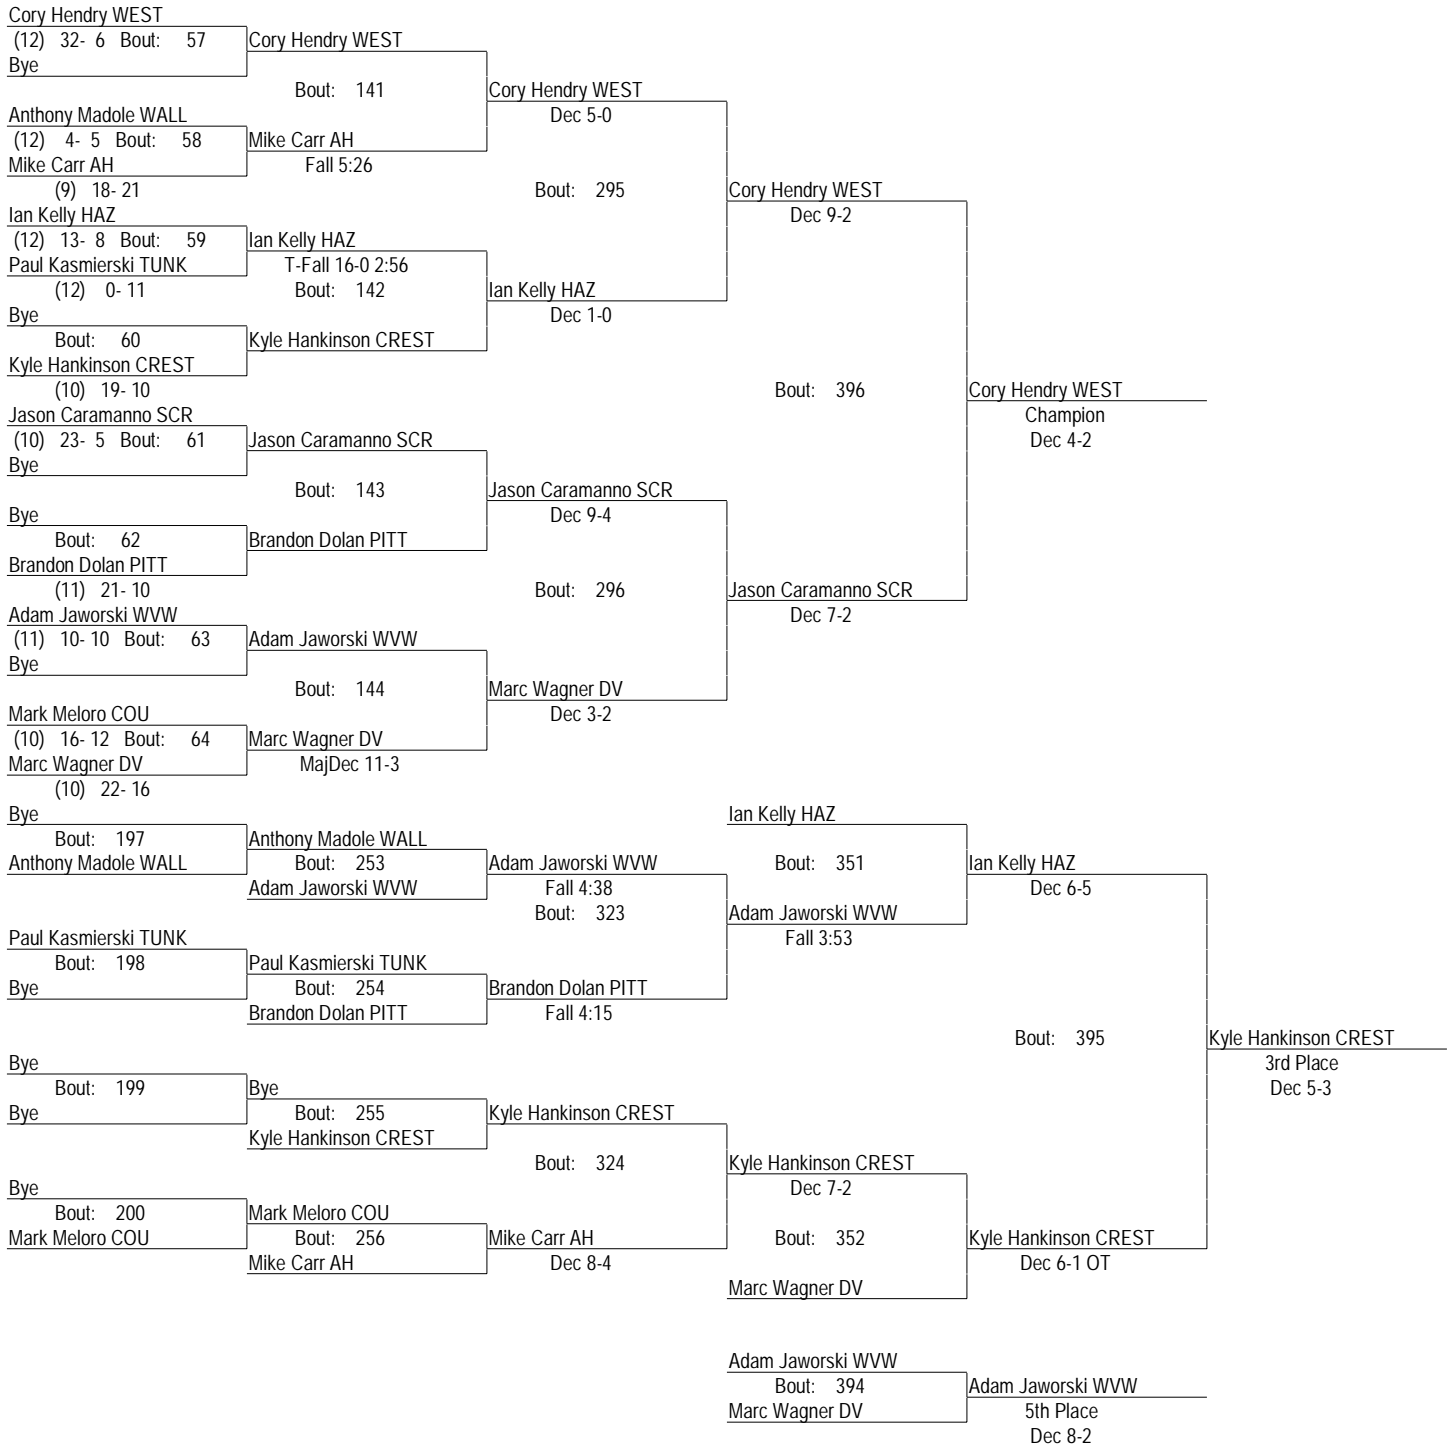 Cory Hendry WEST
(12) 32- 6 Bout: 57 Cory Hendry WEST
Bye
Bout: 141 Cory Hendry WEST
Anthony Madole WALL Dec 5-0
(12) 4- 5 Bout: 58 Mike Carr AH
Mike Carr AH Fall 5:26
(9) 18- 21 Bout: 295 Cory Hendry WEST
Ian Kelly HAZ Dec 9-2
(12) 13- 8 Bout: 59 Ian Kelly HAZ
Paul Kasmierski TUNK T-Fall 16-0 2:56
(12) 0- 11 Bout: 142 Ian Kelly HAZ
Bye Dec 1-0
Bout: 60 Kyle Hankinson CREST
Kyle Hankinson CREST
(10) 19- 10 Bout: 396 Cory Hendry WEST
Jason Caramanno SCR Champion
(10) 23- 5 Bout: 61 Jason Caramanno SCR Dec 4-2
Bye
Bout: 143 Jason Caramanno SCR
Bye Dec 9-4
Bout: 62 Brandon Dolan PITT
Brandon Dolan PITT
(11) 21- 10 Bout: 296 Jason Caramanno SCR
Adam Jaworski WVW Dec 7-2
(11) 10- 10 Bout: 63 Adam Jaworski WVW
Bye
Bout: 144 Marc Wagner DV
Mark Meloro COU Dec 3-2
(10) 16- 12 Bout: 64 Marc Wagner DV
Marc Wagner DV MajDec 11-3
(10) 22- 16
Bye Ian Kelly HAZ
Bout: 197 Anthony Madole WALL
Anthony Madole WALL Bout: 253 Adam Jaworski WVW Bout: 351 Ian Kelly HAZ
Adam Jaworski WVW Fall 4:38 Dec 6-5
Bout: 323 Adam Jaworski WVW
Paul Kasmierski TUNK Fall 3:53
Bout: 198 Paul Kasmierski TUNK
Bye Bout: 254 Brandon Dolan PITT
Brandon Dolan PITT Fall 4:15
Bout: 395 Kyle Hankinson CREST
Bye 3rd Place
Bout: 199 Bye Dec 5-3
Bye Bout: 255 Kyle Hankinson CREST
Kyle Hankinson CREST
Bout: 324 Kyle Hankinson CREST
Bye Dec 7-2
Bout: 200 Mark Meloro COU
Mark Meloro COU Bout: 256 Mike Carr AH Bout: 352 Kyle Hankinson CREST
Mike Carr AH Dec 8-4 Dec 6-1 OT
Marc Wagner DV
Adam Jaworski WVW
Bout: 394 Adam Jaworski WVW
Marc Wagner DV 5th Place
Dec 8-2